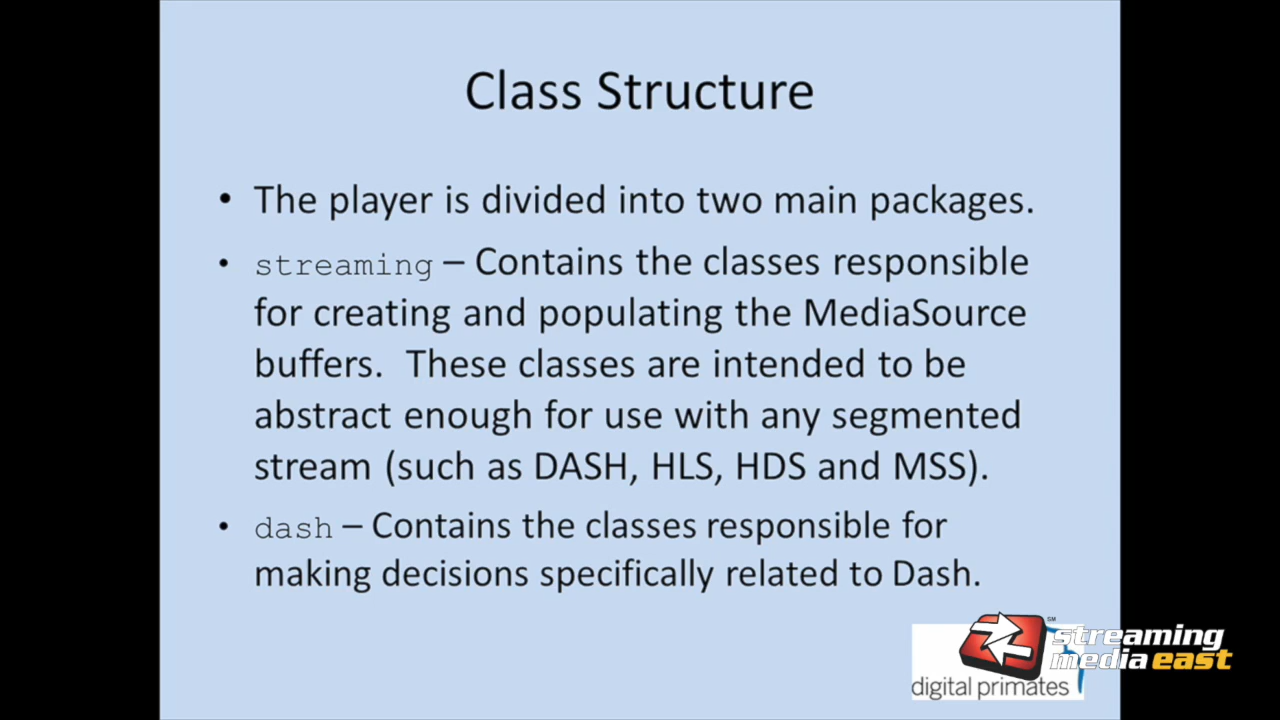 Class Structure
• The player is divided into two main packages.
• streaming – Contains the classes responsible
for creating and populating the MediaSource
buffers.  These classes are intended to be
abstract enough for use with any segmented
stream (such as DASH, HLS, HDS and MSS).
• dash – Contains the classes responsible for
making decisions specifically related to Dash.
SM
streaming
media east
digital primates